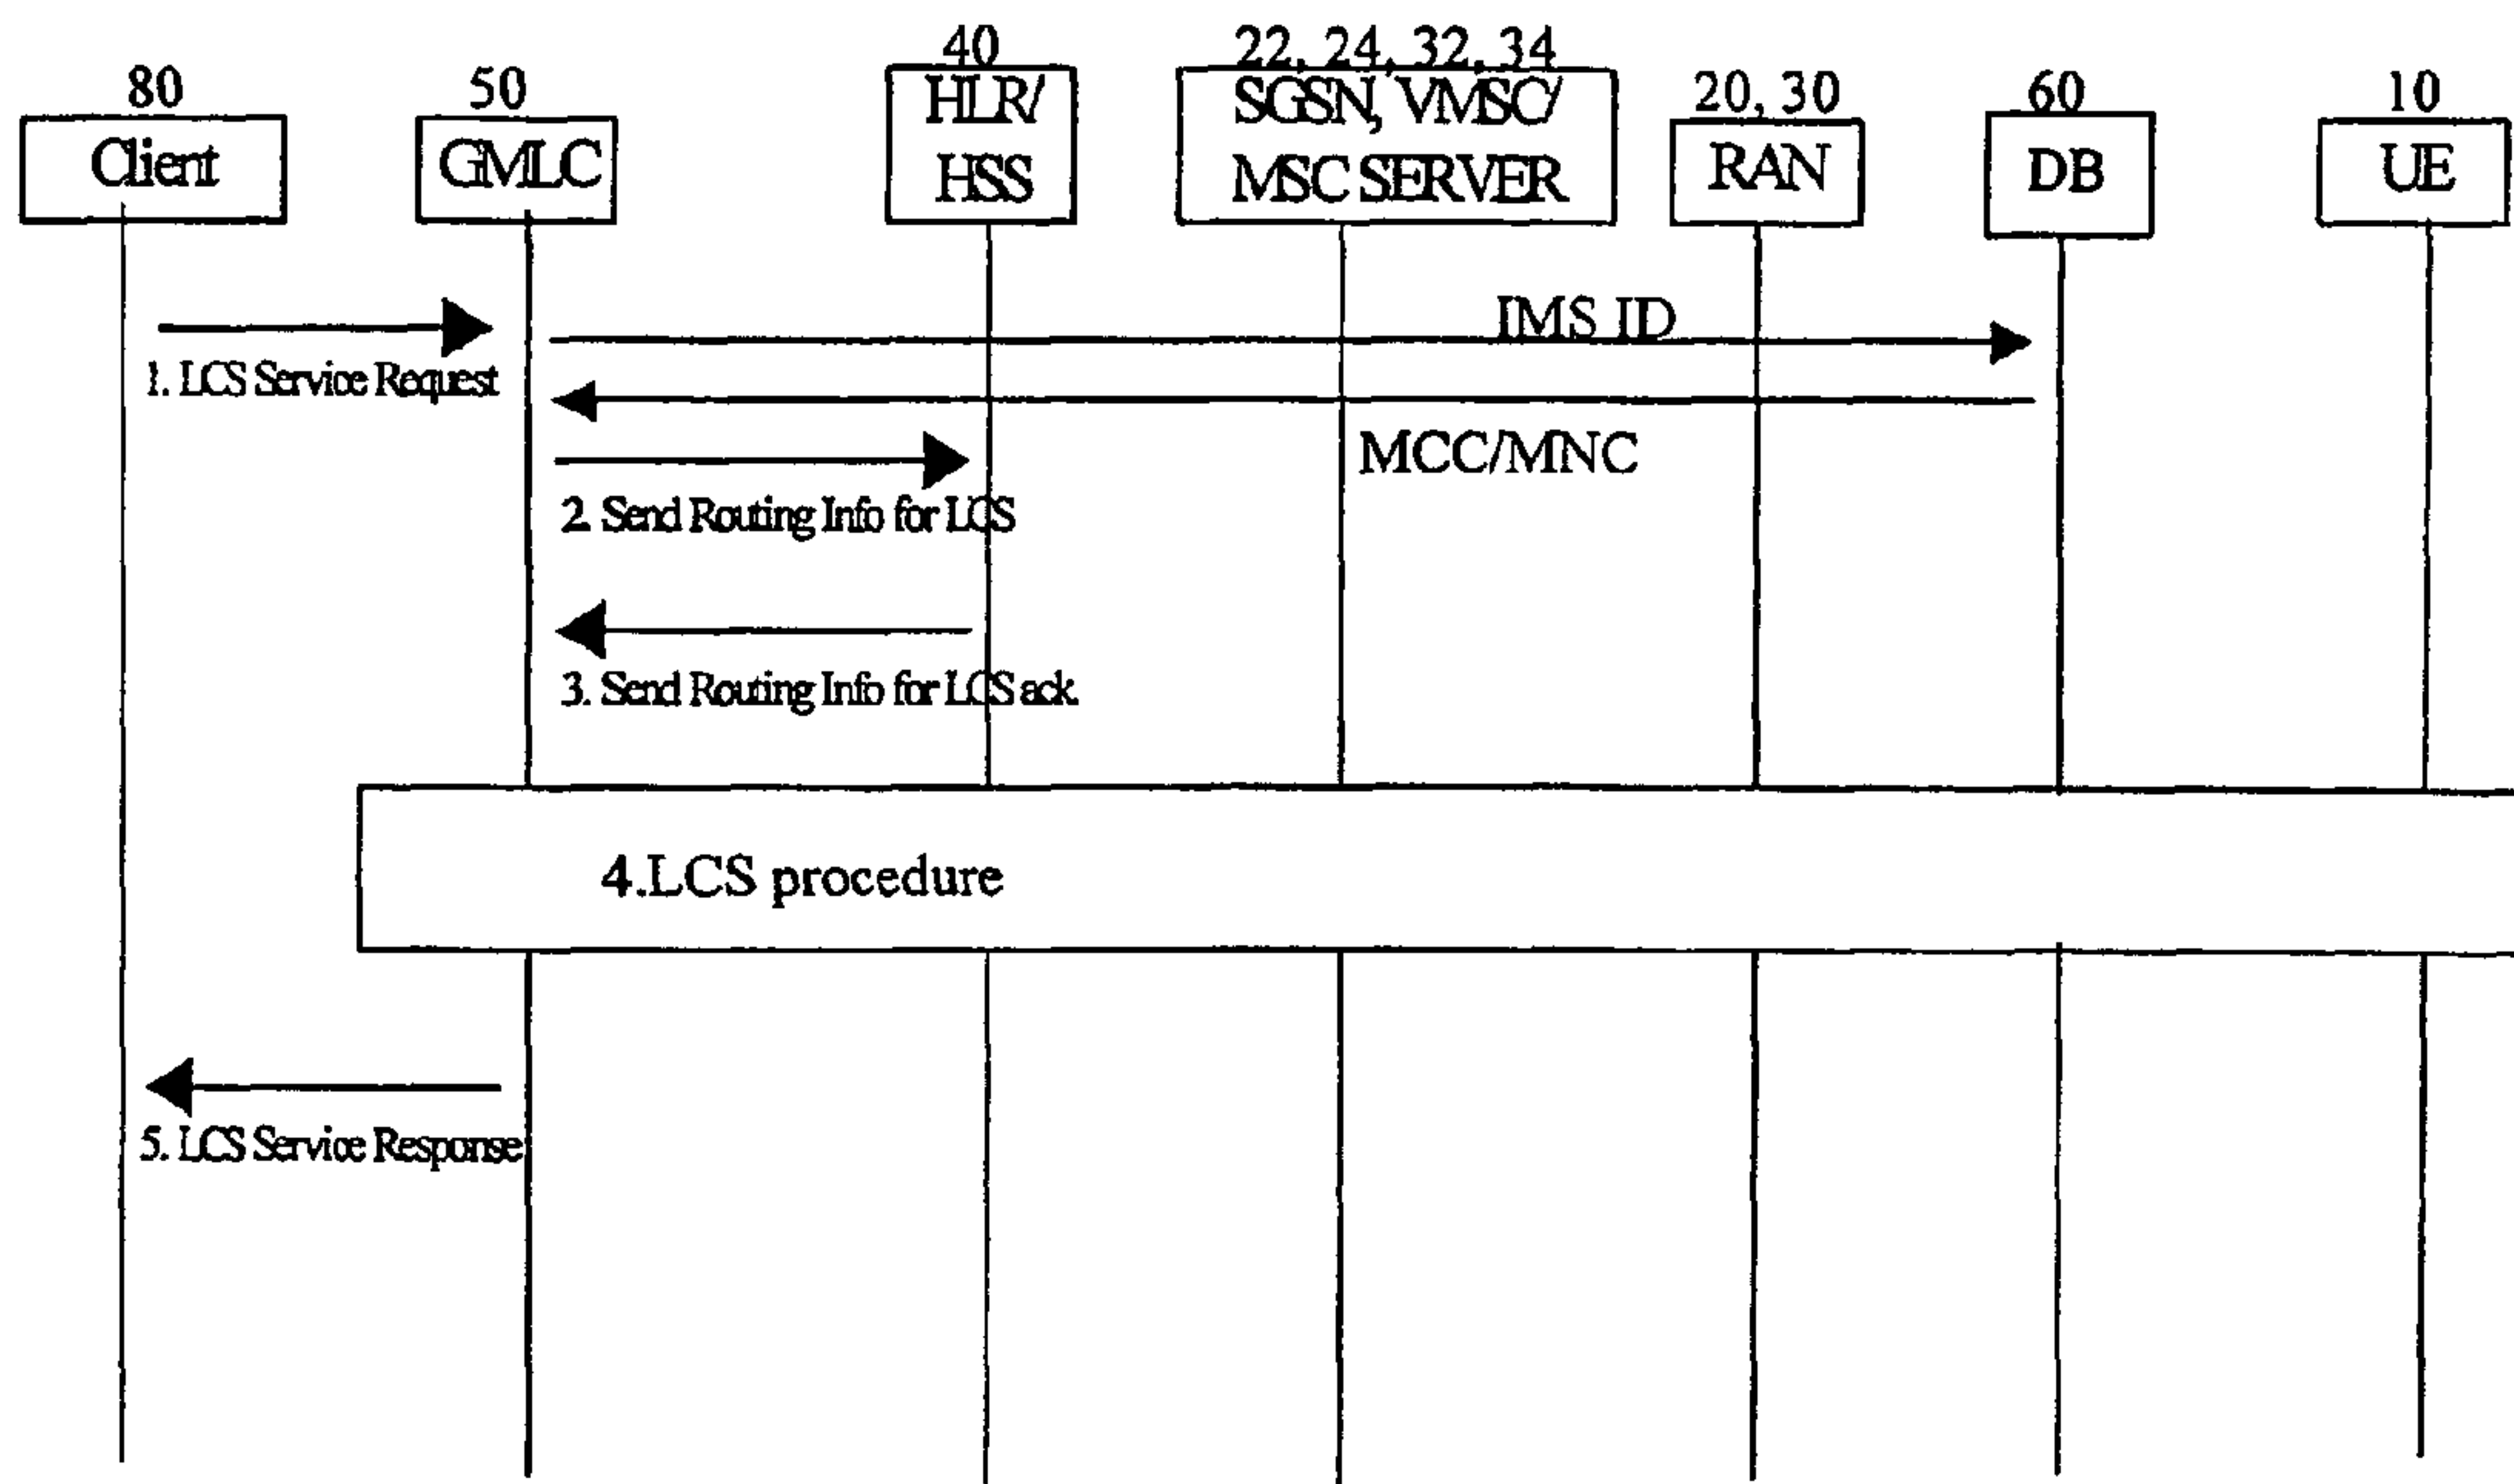 80
Client
50
GMLC
40
HLR/
HSS
22, 24, 32, 34
SGSN, VMSC/
MSC SERVER
20, 30
RAN
60
DB
10
UE
1. LCS Service Request
IMS ID
MCC/MNC
2. Send Routing Info for LCS
3. Send Routing Info for LCS ack.
4.LCS procedure
5. LCS Service Response